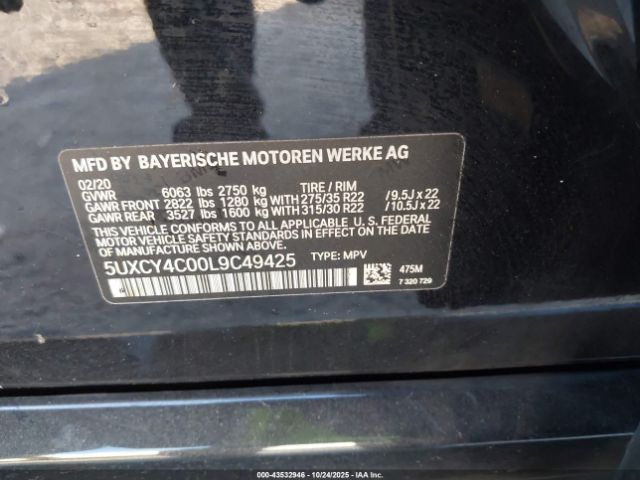 MFD BY BAYERISCHE MOTOREN WERKE AG
02/20
GVWR 6063 lbs 2750 kg TIRE / RIM
GAWR FRONT 2822 lbs 1280 kg WITH 275/35 R22 / 9.5J x 22
GAWR REAR 3527 lbs 1600 kg WITH 315/30 R22 / 10.5J x 22
THIS VEHICLE CONFORMS TO ALL APPLICABLE U. S. FEDERAL
MOTOR VEHICLE SAFETY STANDARDS IN EFFECT ON
THE DATE OF MANUFACTURE SHOWN ABOVE.
5UXCY4C00L9C49425 TYPE: MPV
475M
7 320 729
000-43532946 - 10/24/2025 - IAAI.CA